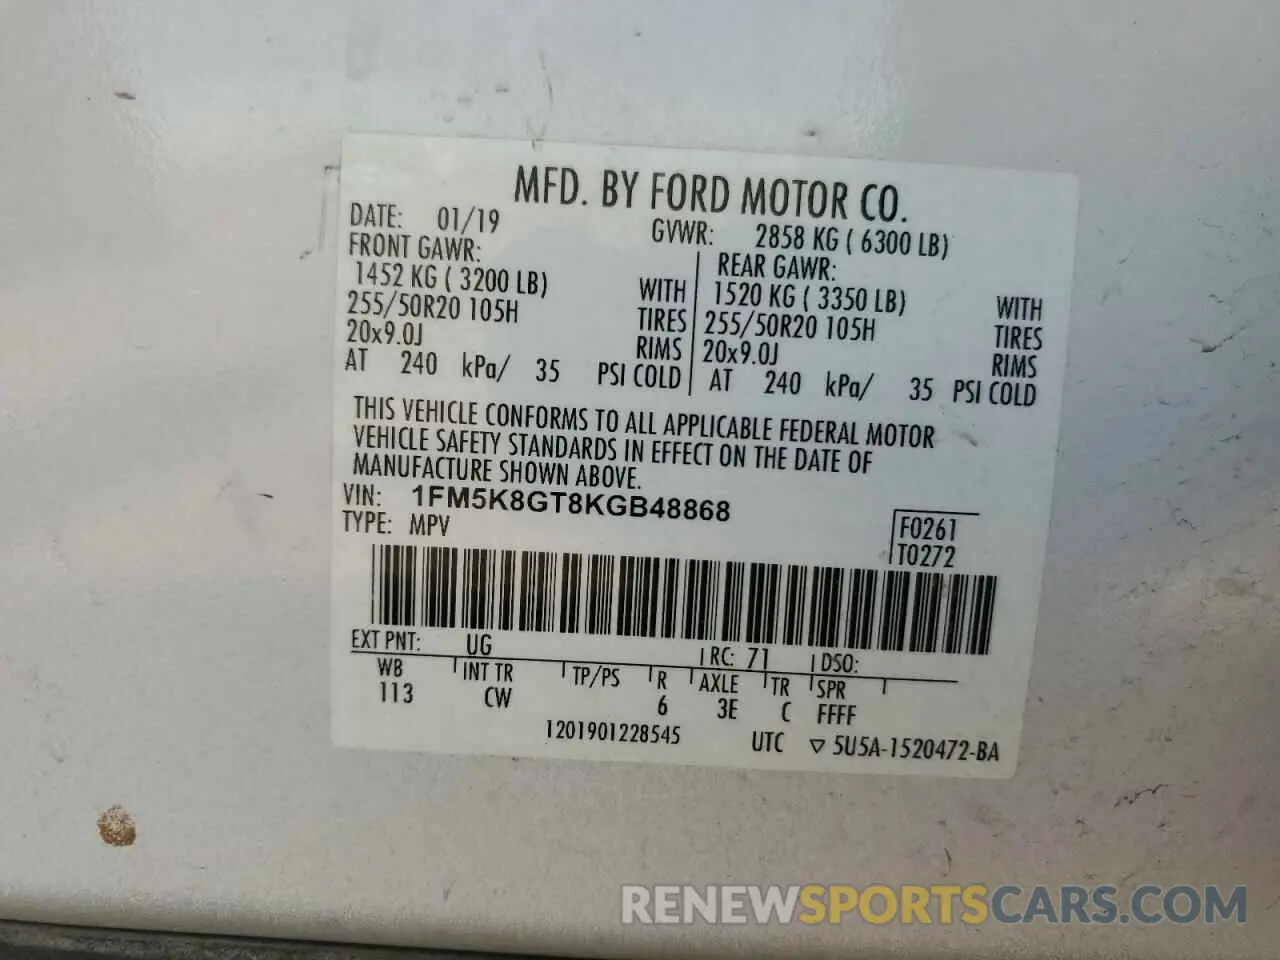 MFD. BY FORD MOTOR CO.
DATE: 01/19 GVWR: 2858 KG ( 6300 LB)
FRONT GAWR: REAR GAWR:
1452 KG ( 3200 LB) WITH 1520 KG ( 3350 LB) WITH
255/50R20 105H TIRES 255/50R20 105H TIRES
20x9.0J RIMS 20x9.0J RIMS
AT 240 kPa/ 35 PSI COLD AT 240 kPa/ 35 PSI COLD
THIS VEHICLE CONFORMS TO ALL APPLICABLE FEDERAL MOTOR
VEHICLE SAFETY STANDARDS IN EFFECT ON THE DATE OF
MANUFACTURE SHOWN ABOVE.
VIN: 1FM5K8GT8KGB48868
TYPE: MPV
F0261
T0272
EXT PNT: UG RC: 71 DSO:
WB INT TR TP/PS R AXLE TR SPR
113 CW 6 3E C FFFF
1201901228545 UTC ▽ 5U5A-1520472-BA
RENEWSPORTSCARS.COM